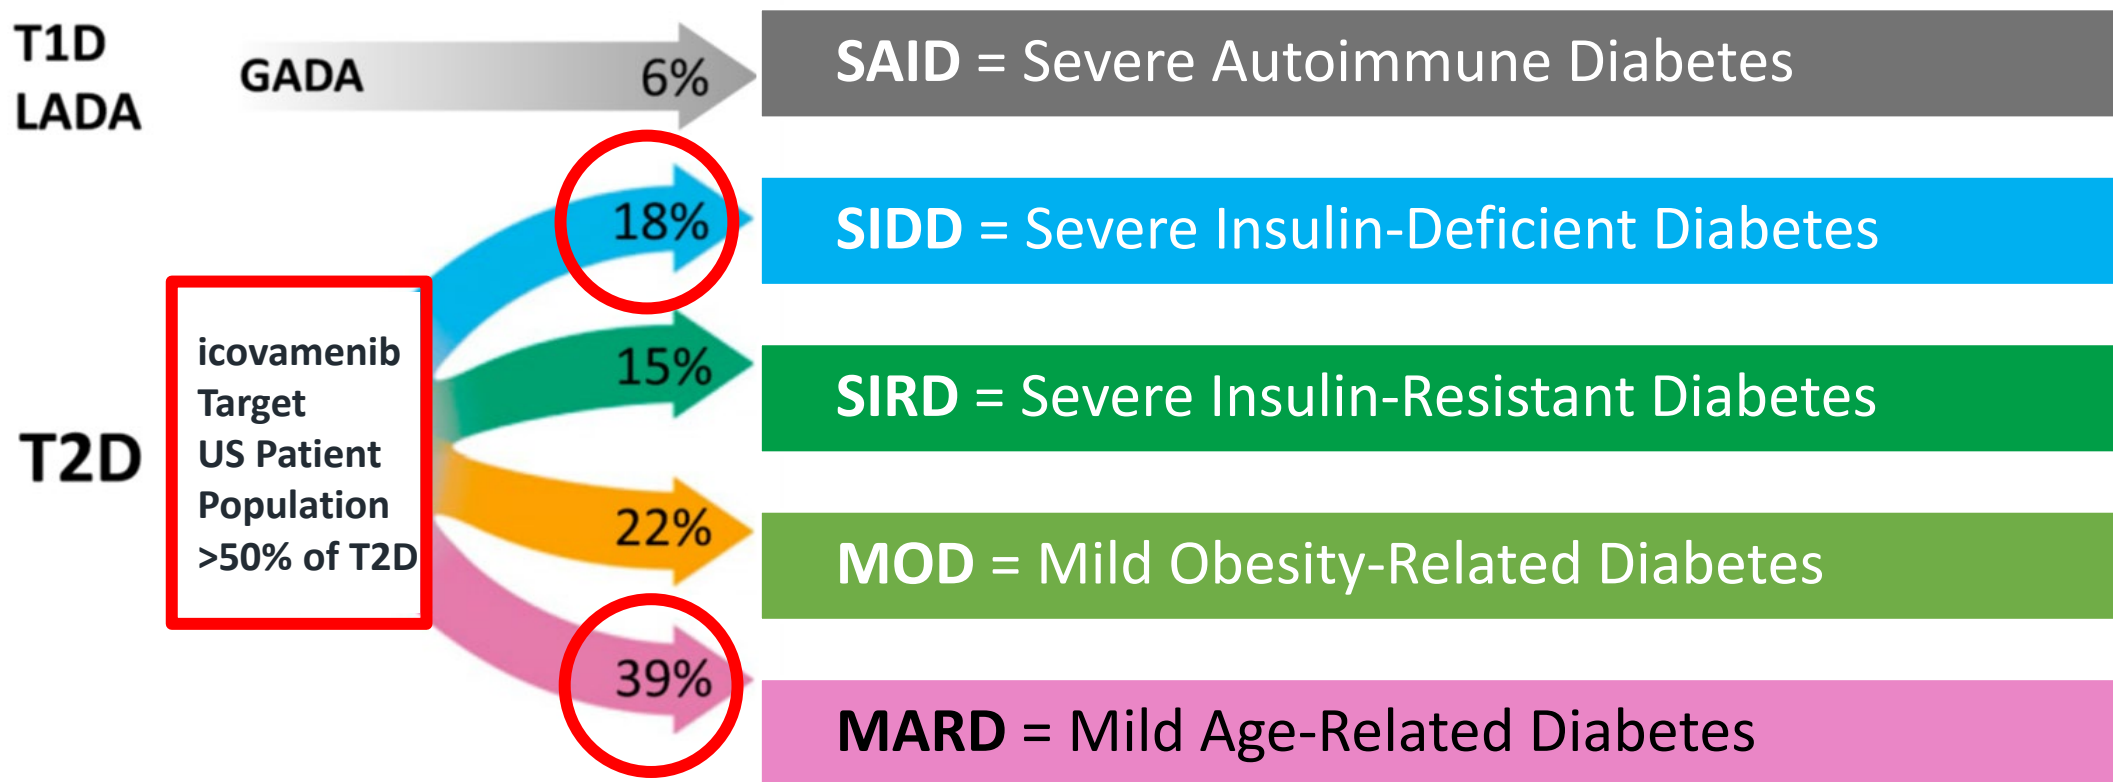 T1D
LADA
GADA
6%
SAID = Severe Autoimmune Diabetes
18%
SIDD = Severe Insulin-Deficient Diabetes
T2D
icovamenib
Target
US Patient
Population
>50% of T2D
15%
SIRD = Severe Insulin-Resistant Diabetes
22%
MOD = Mild Obesity-Related Diabetes
39%
MARD = Mild Age-Related Diabetes